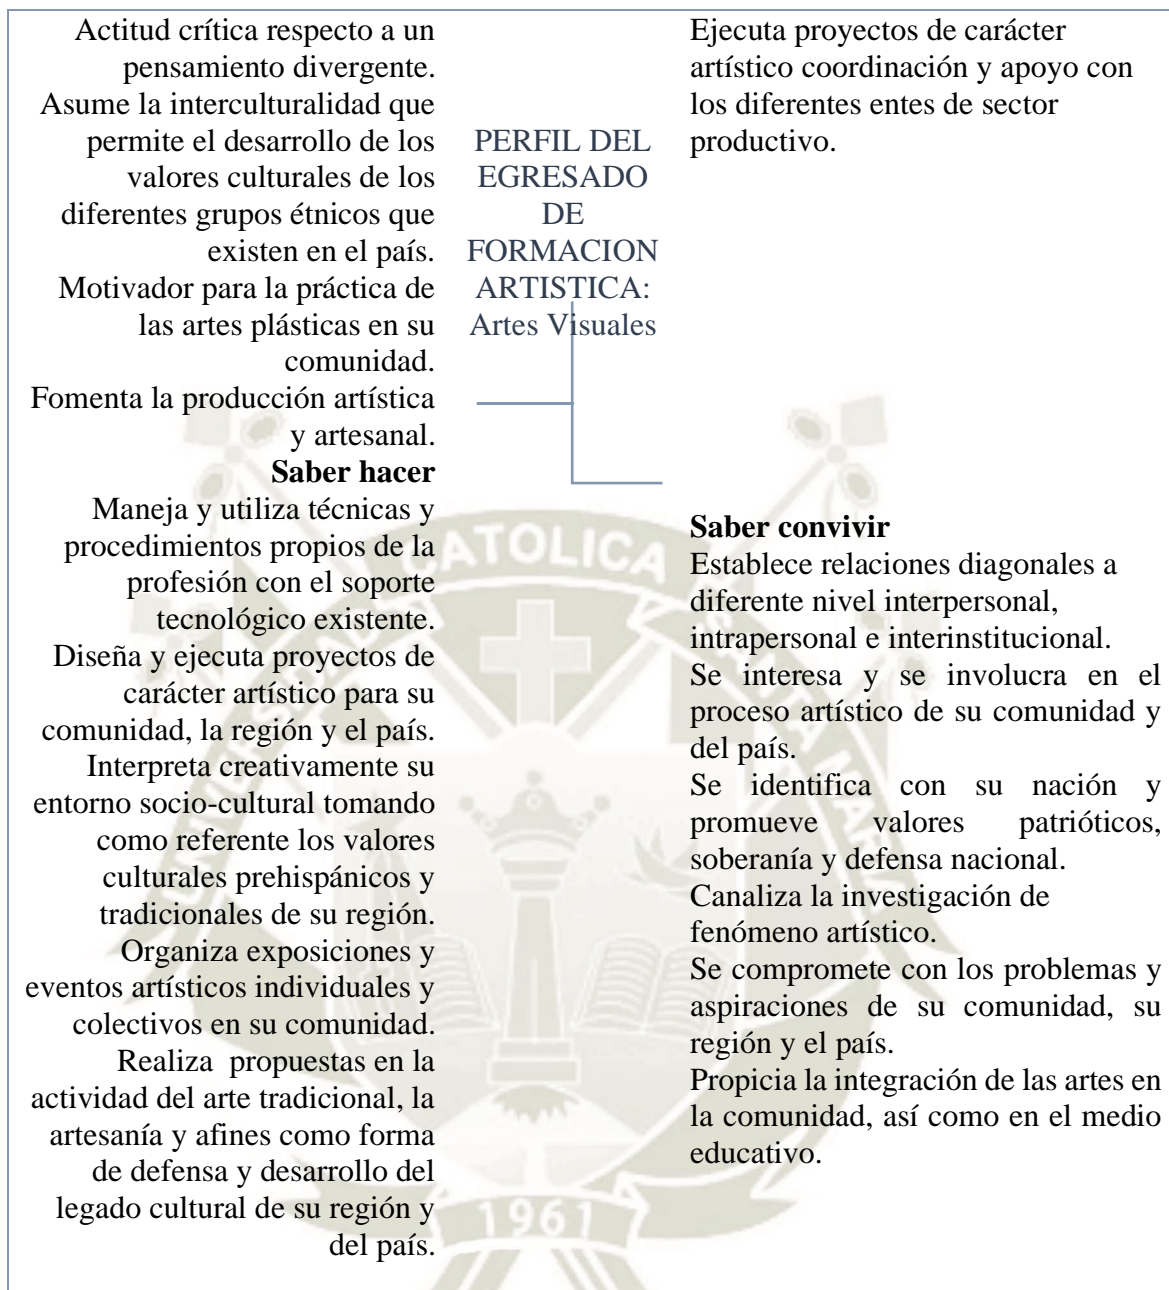 Actitud crítica respecto a un
pensamiento divergente.
Asume la interculturalidad que
permite el desarrollo de los
valores culturales de los
diferentes grupos étnicos que
existen en el país.
Motivador para la práctica de
las artes plásticas en su
comunidad.
Fomenta la producción artística
y artesanal.
Saber hacer
Maneja y utiliza técnicas y
procedimientos propios de la
profesión con el soporte
tecnológico existente.
Diseña y ejecuta proyectos de
carácter artístico para su
comunidad, la región y el país.
Interpreta creativamente su
entorno socio-cultural tomando
como referente los valores
culturales prehispánicos y
tradicionales de su región.
Organiza exposiciones y
eventos artísticos individuales y
colectivos en su comunidad.
Realiza  propuestas en la
actividad del arte tradicional, la
artesanía y afines como forma
de defensa y desarrollo del
legado cultural de su región y
del país.
PERFIL DEL
EGRESADO
DE
FORMACION
ARTISTICA:
Artes Visuales
Ejecuta proyectos de carácter
artístico coordinación y apoyo con
los diferentes entes de sector
productivo.
Saber convivir
Establece relaciones diagonales a
diferente nivel interpersonal,
intrapersonal e interinstitucional.
Se interesa y se involucra en el
proceso artístico de su comunidad y
del país.
Se identifica con su nación y
promueve valores patrióticos,
soberanía y defensa nacional.
Canaliza la investigación de
fenómeno artístico.
Se compromete con los problemas y
aspiraciones de su comunidad, su
región y el país.
Propicia la integración de las artes en
la comunidad, así como en el medio
educativo.
CATOLICA
1961